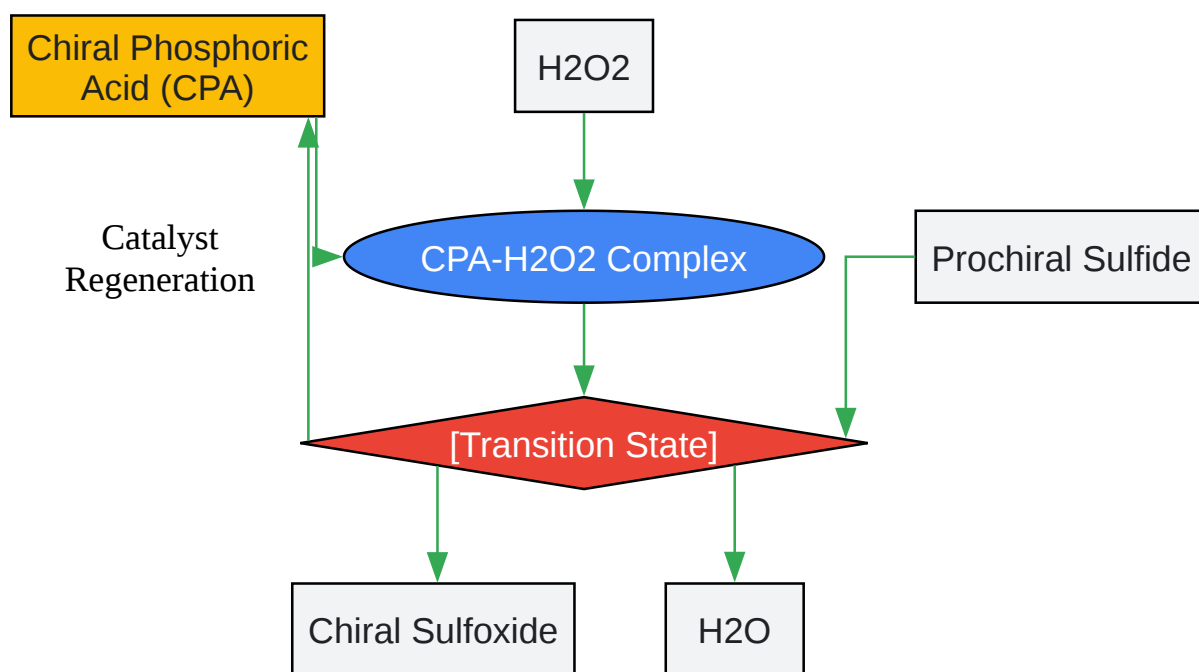 Chiral Phosphoric
Acid (CPA)
H2O2
Catalyst
Regeneration
CPA-H2O2 Complex
Prochiral Sulfide
[Transition State]
Chiral Sulfoxide
H2O